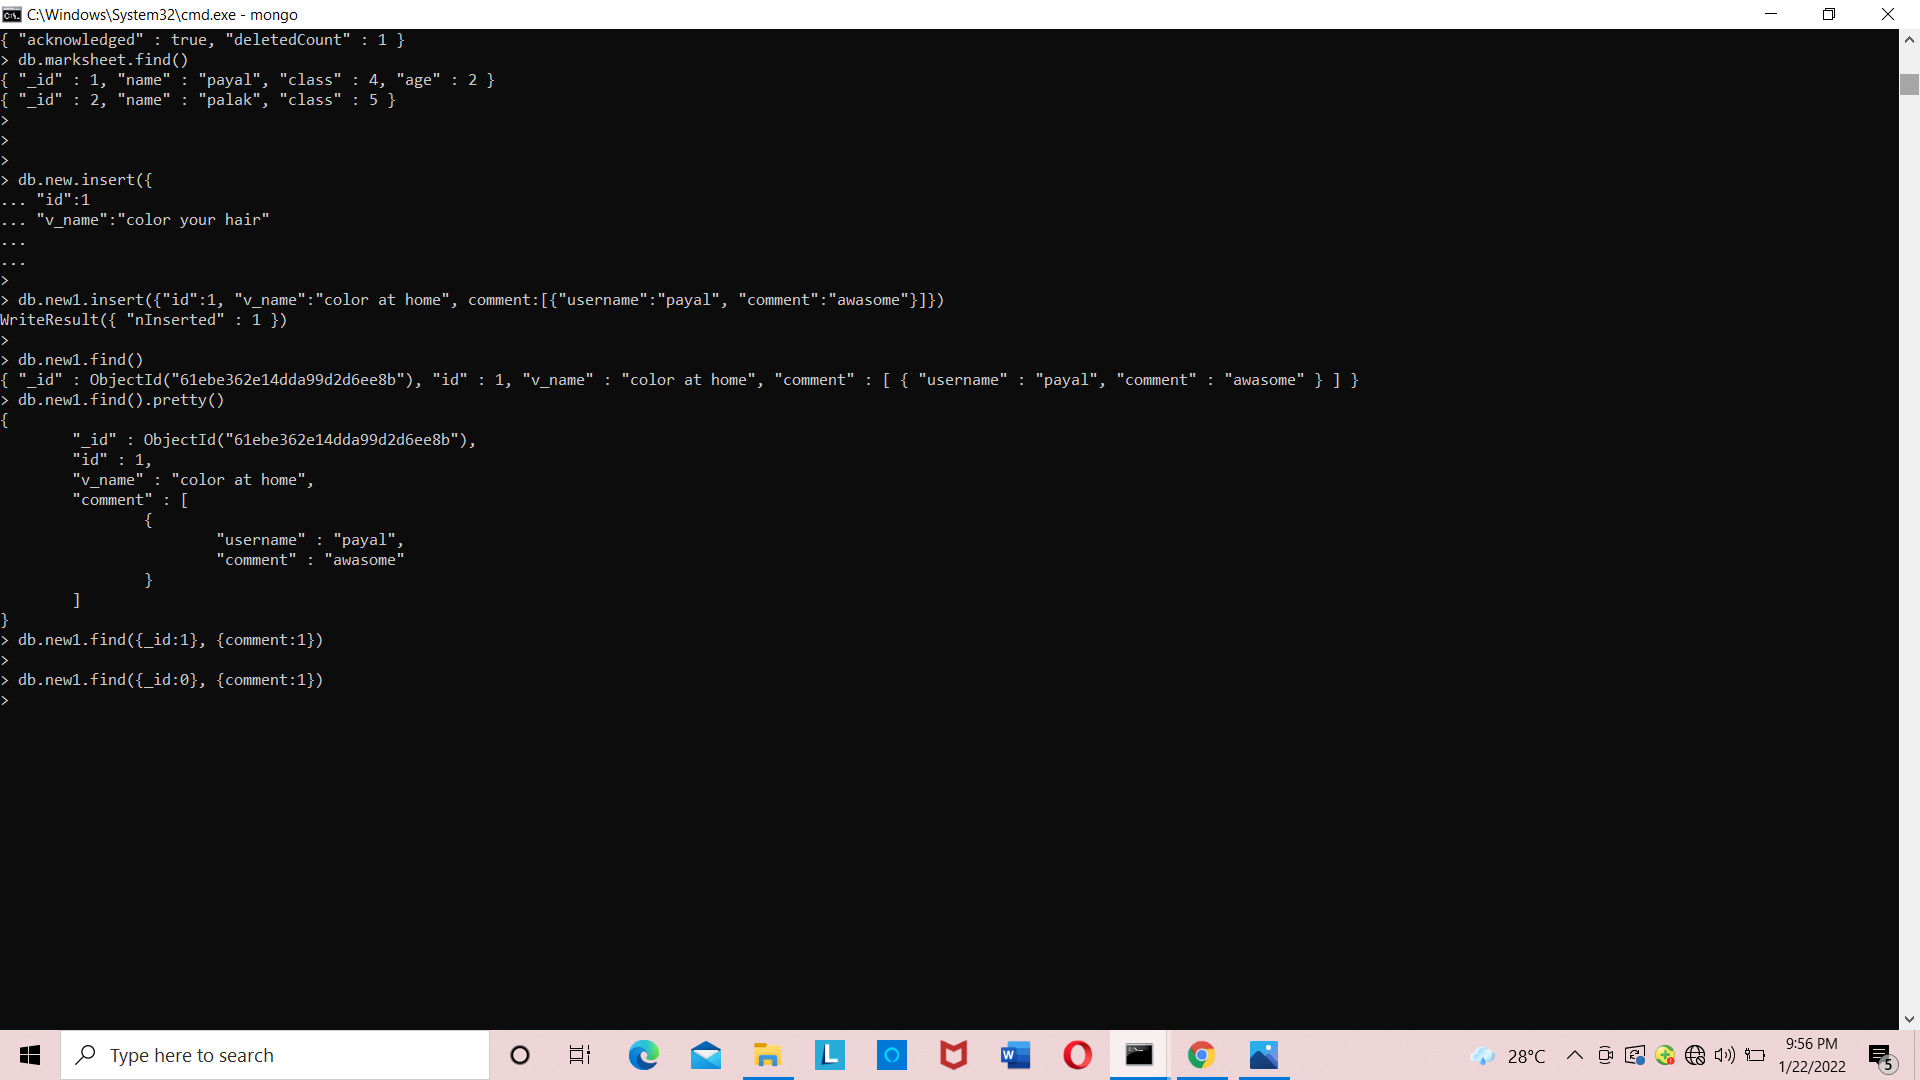 C:\Windows\System32\cmd.exe - mongo
{ "acknowledged" : true, "deletedCount" : 1 }
> db.marksheet.find()
{ "_id" : 1, "name" : "payal", "class" : 4, "age" : 2 }
{ "_id" : 2, "name" : "palak", "class" : 5 }
>
>
>
> db.new.insert({
... "id":1
... "v_name":"color your hair"
...
...
>
> db.new1.insert({"id":1, "v_name":"color at home", comment:[{"username":"payal", "comment":"awasome"}]})
WriteResult({ "nInserted" : 1 })
>
> db.new1.find()
{ "_id" : ObjectId("61ebe362e14dda99d2d6ee8b"), "id" : 1, "v_name" : "color at home", "comment" : [ { "username" : "payal", "comment" : "awasome" } ] }
> db.new1.find().pretty()
{
        "_id" : ObjectId("61ebe362e14dda99d2d6ee8b"),
        "id" : 1,
        "v_name" : "color at home",
        "comment" : [
                {
                        "username" : "payal",
                        "comment" : "awasome"
                }
        ]
}
> db.new1.find({_id:1}, {comment:1})
>
> db.new1.find({_id:0}, {comment:1})
>
Type here to search
28°C
9:56 PM
1/22/2022
5